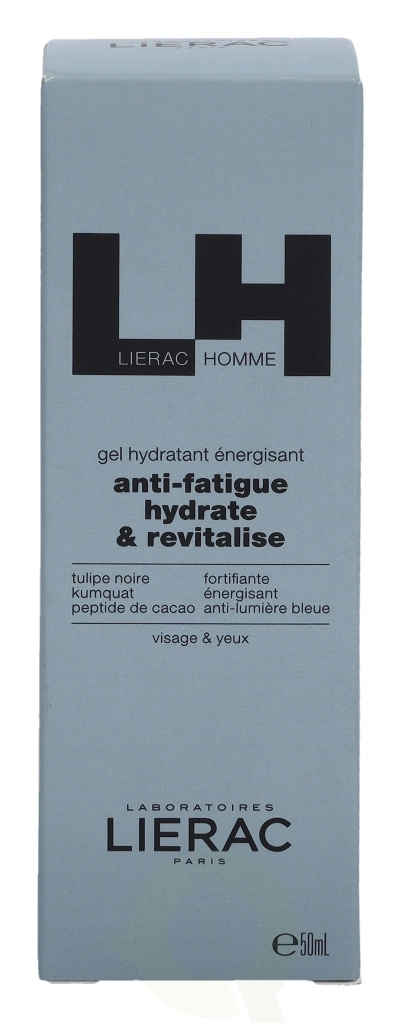 LIERAC
LIERAC HOMME
gel hydratant énergisant
anti-fatigue
hydrate
& revitalise
tulipe noire fortifiante
kumquat énergisant
peptide de cacao anti-lumière bleue
visage & yeux
LABORATOIRES
LIERAC
PARIS
℮50mL